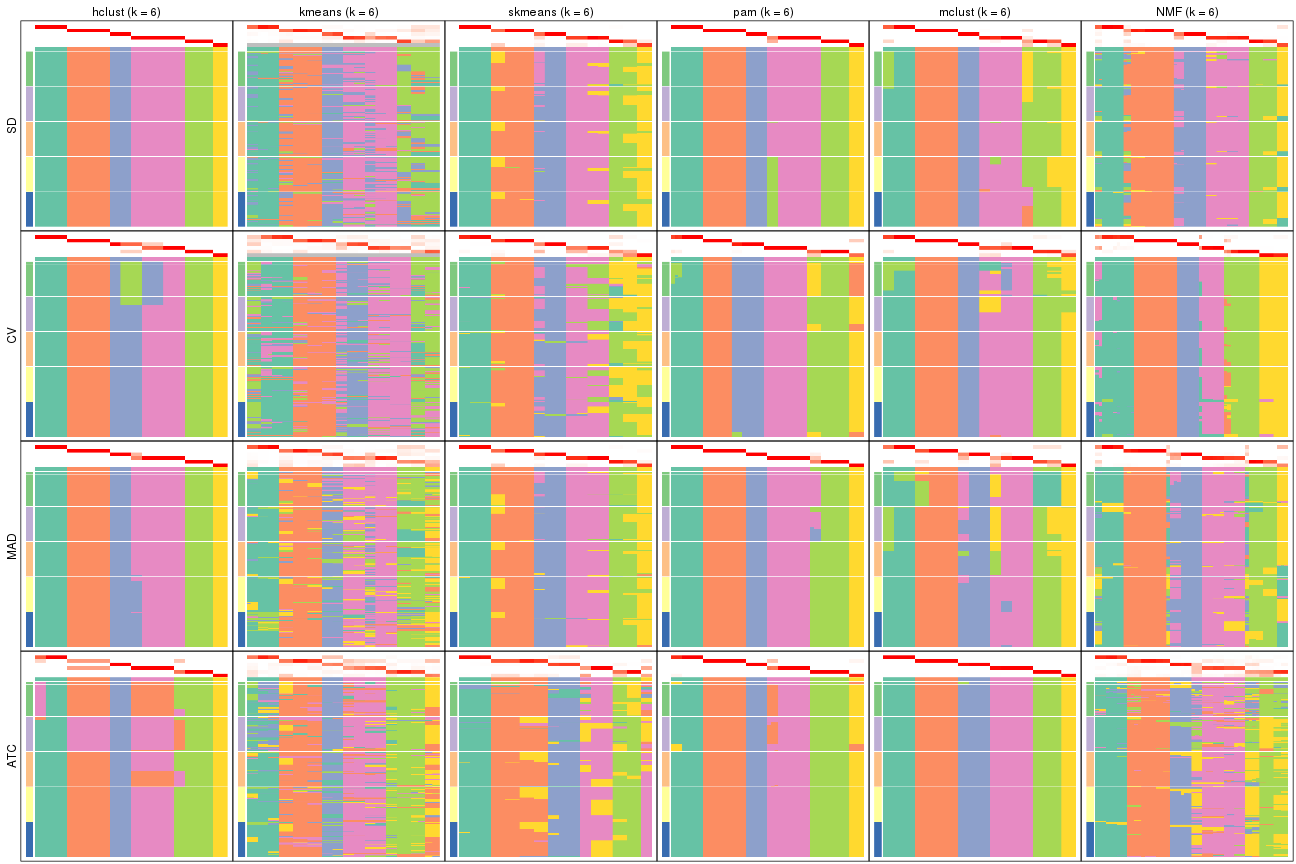 hclust (k = 6) kmeans (k = 6) skmeans (k = 6) pam (k = 6) mclust (k = 6) NMF (k = 6)
SD
CV
MAD
ATC